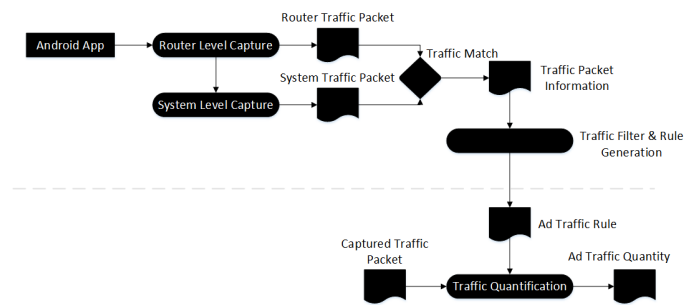 Router Traffic Packet
Android App
Router Level Capture
Traffic Match
System Traffic Packet
System Level Capture
Traffic Packet
Information
Traffic Filter & Rule
Generation
Ad Traffic Rule
Captured Traffic
Packet
Ad Traffic Quantity
Traffic Quantification